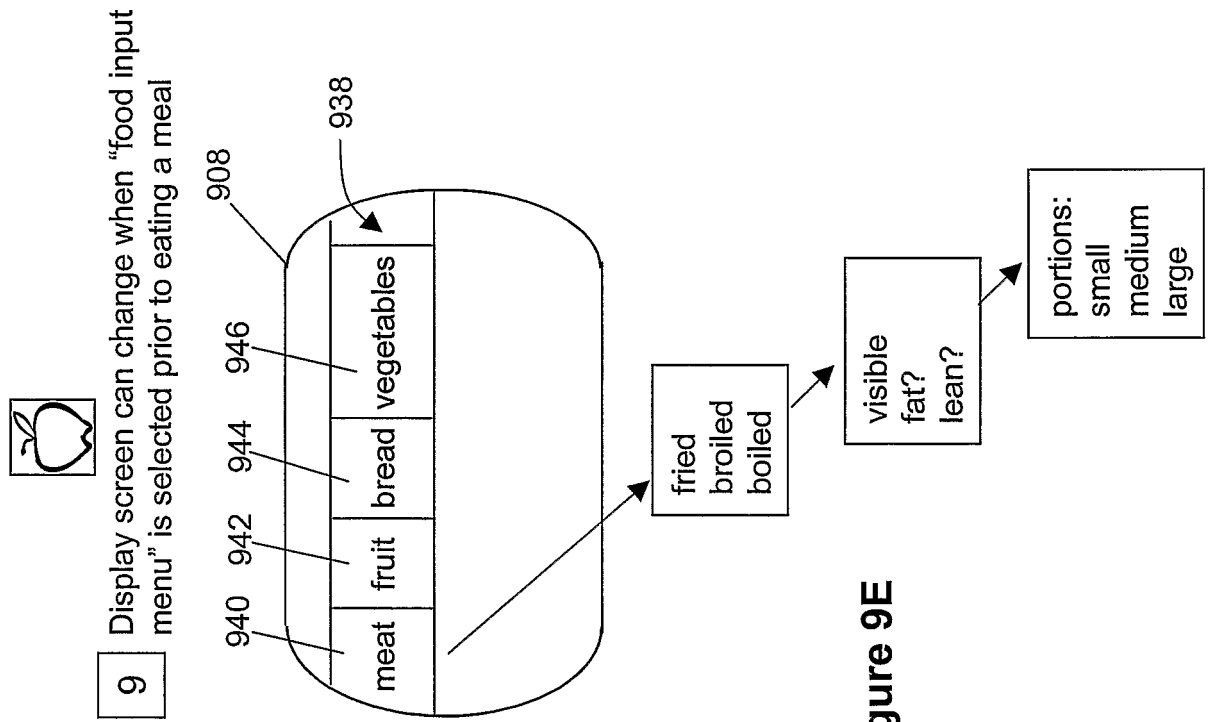 9
Display screen can change when "food input
menu" is selected prior to eating a meal
908
938
940
942
944
946
meat
fruit
bread
vegetables
fried
broiled
boiled
visible
fat?
lean?
portions:
small
medium
large
gure 9E